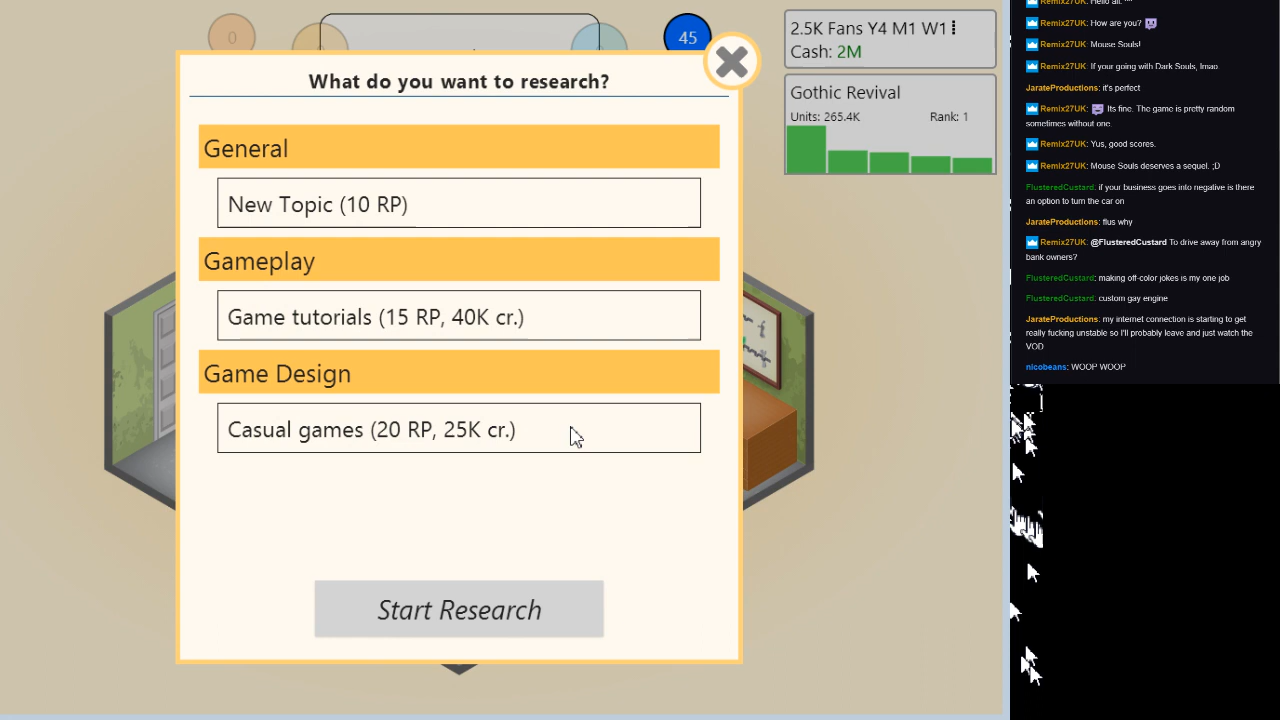 0
45
2.5K Fans Y4 M1 W1
Cash: 2M
What do you want to research?
Gothic Revival
Units: 265.4K Rank: 1
General
New Topic (10 RP)
Gameplay
Game tutorials (15 RP, 40K cr.)
Game Design
Casual games (20 RP, 25K cr.)
Start Research
Remix27UK: Hello all. ^^
Remix27UK: How are you?
Remix27UK: Mouse Souls!
Remix27UK: If your going with Dark Souls, lmao.
JarateProductions: it's perfect
Remix27UK: Its fine. The game is pretty random
sometimes without one.
Remix27UK: Yus, good scores.
Remix27UK: Mouse Souls deserves a sequel. ;D
FlusteredCustard: if your business goes into negative is there
an option to turn the car on
JarateProductions: flus why
Remix27UK: @FlusteredCustard To drive away from angry
bank owners?
FlusteredCustard: making off-color jokes is my one job
FlusteredCustard: custom gay engine
JarateProductions: my internet connection is starting to get
really fucking unstable so I'll probably leave and just watch the
VOD
nicobeans: WOOP WOOP